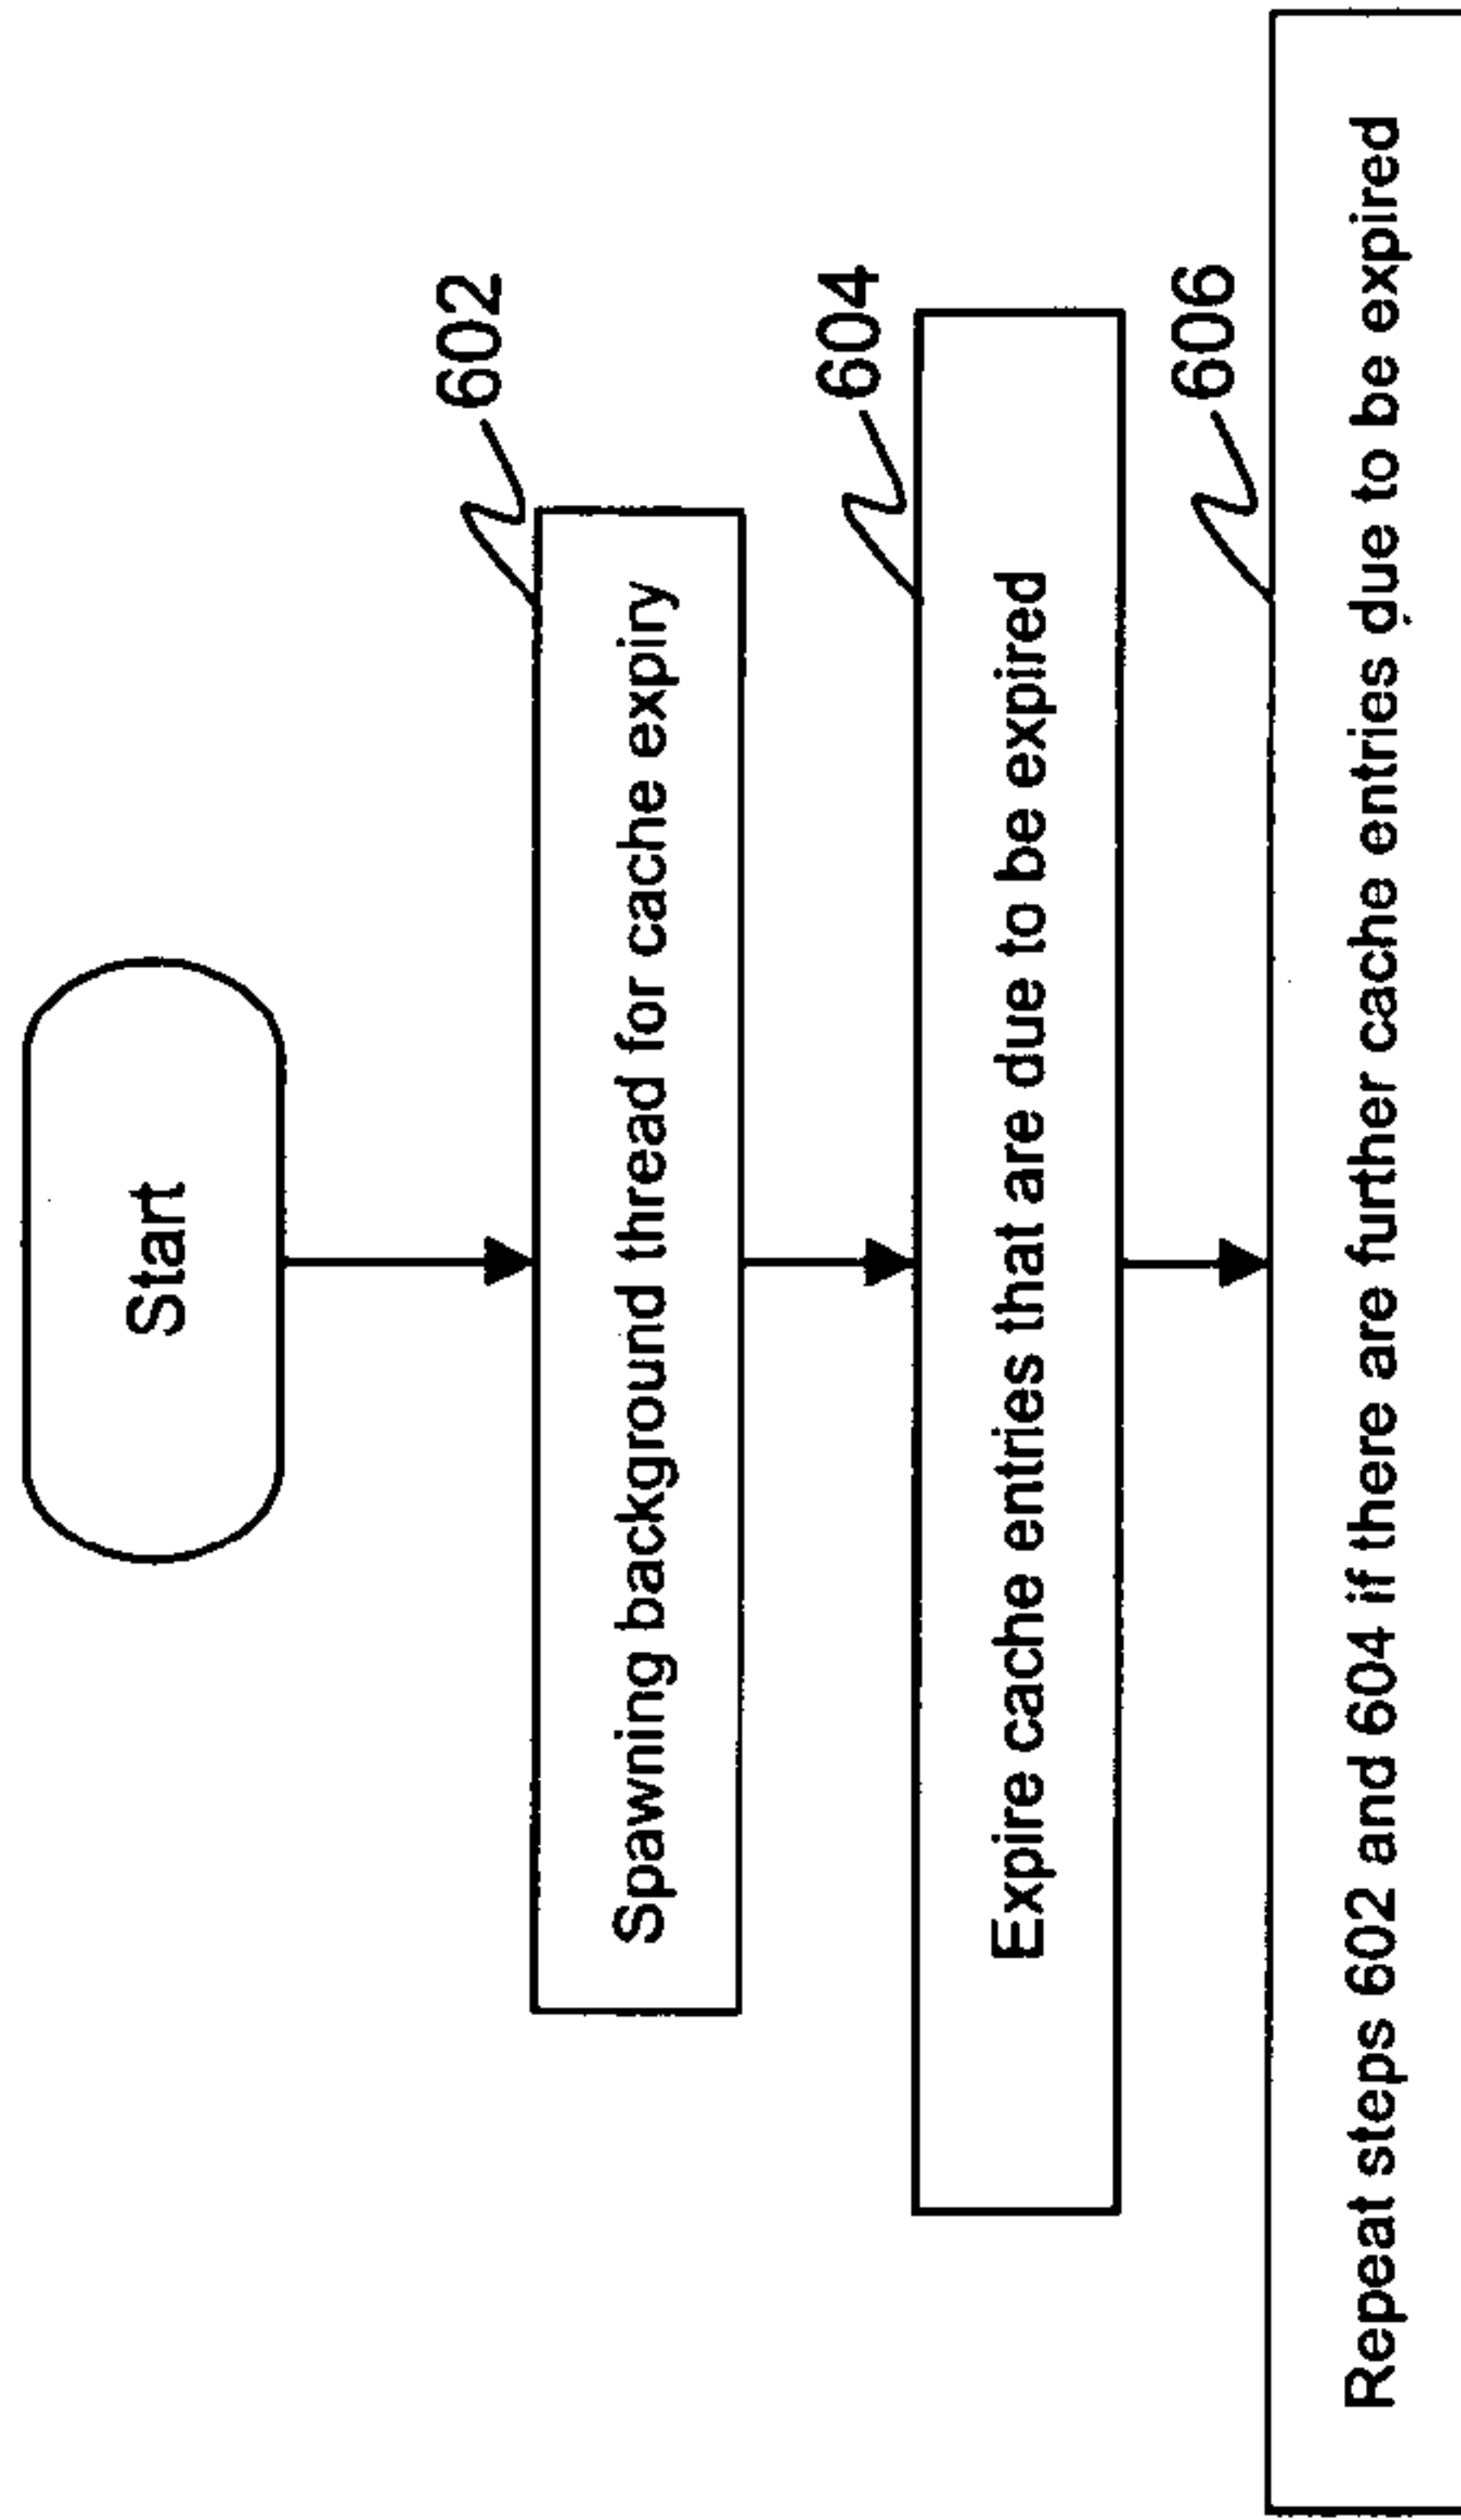 Start
602
Spawning background thread for cache expiry
604
Expire cache entries that are due to be expired
606
Repeat steps 602 and 604 if there are further cache entries due to be expired